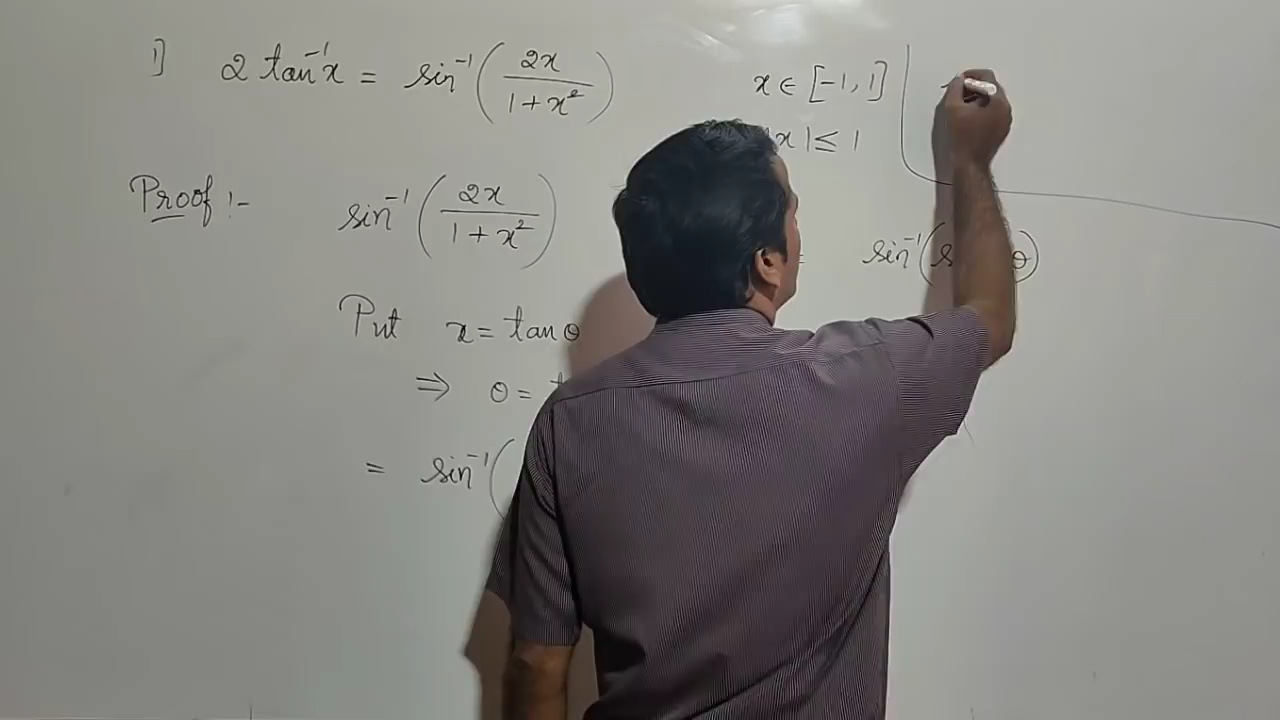 1] 2 tan⁻¹x = sin⁻¹(2x/(1+x²)) x ∈ [-1, 1]
|x| ≤ 1
Proof :- sin⁻¹(2x/(1+x²))
= sin⁻¹(s θ)
Put x = tan θ
⇒ θ =
= sin⁻¹(